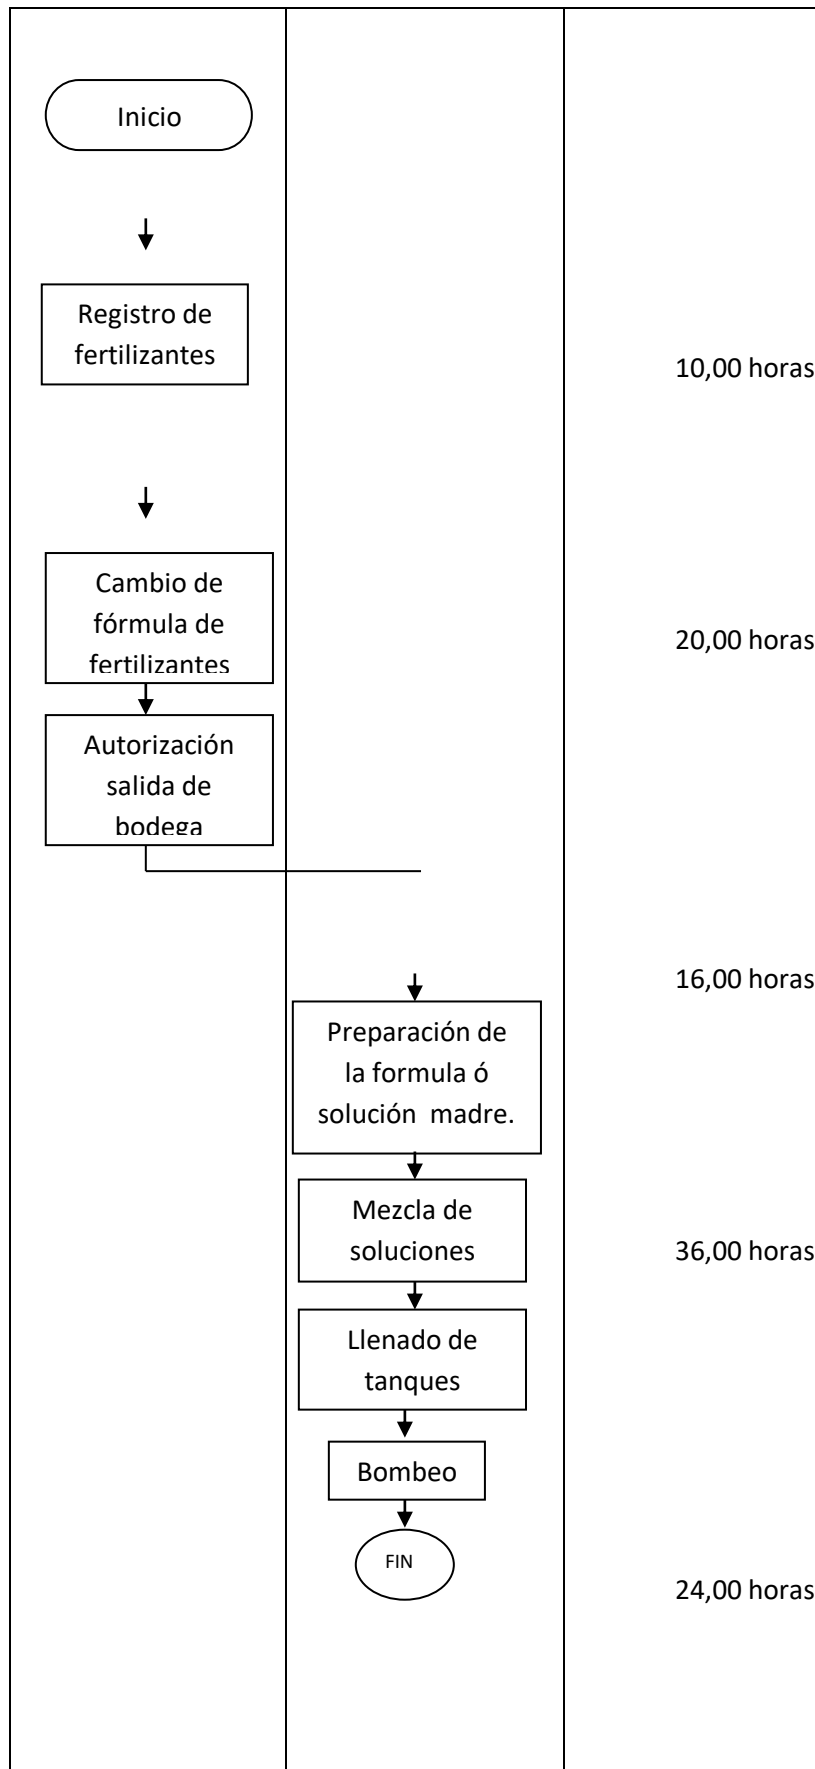 Inicio
Registro de
fertilizantes
10,00 horas
Cambio de
fórmula de
fertilizantes
20,00 horas
Autorización
salida de
bodega
16,00 horas
Preparación de
la formula ó
solución madre.
Mezcla de
soluciones
36,00 horas
Llenado de
tanques
Bombeo
FIN
24,00 horas